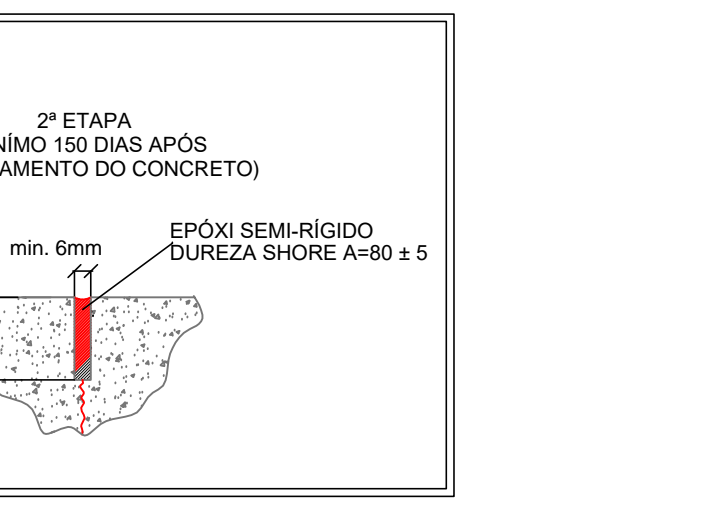 2ª ETAPA
NÍMO 150 DIAS APÓS
AMENTO DO CONCRETO)
min. 6mm
EPÓXI SEMI-RÍGIDO
DUREZA SHORE A=80 ± 5